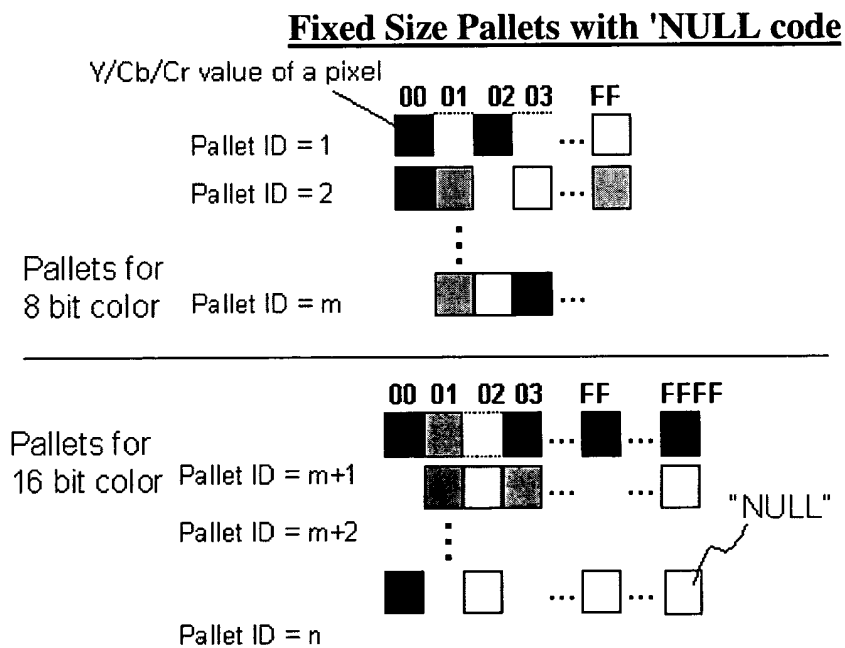 Fixed Size Pallets with 'NULL code
Y/Cb/Cr value of a pixel
00 01 02 03 FF
Pallet ID = 1 ...
Pallet ID = 2 ...
Pallets for
8 bit color
Pallet ID = m ...
00 01 02 03 FF FFFF
Pallets for
16 bit color
... ...
Pallet ID = m+1
... ...
"NULL"
Pallet ID = m+2
... ...
Pallet ID = n